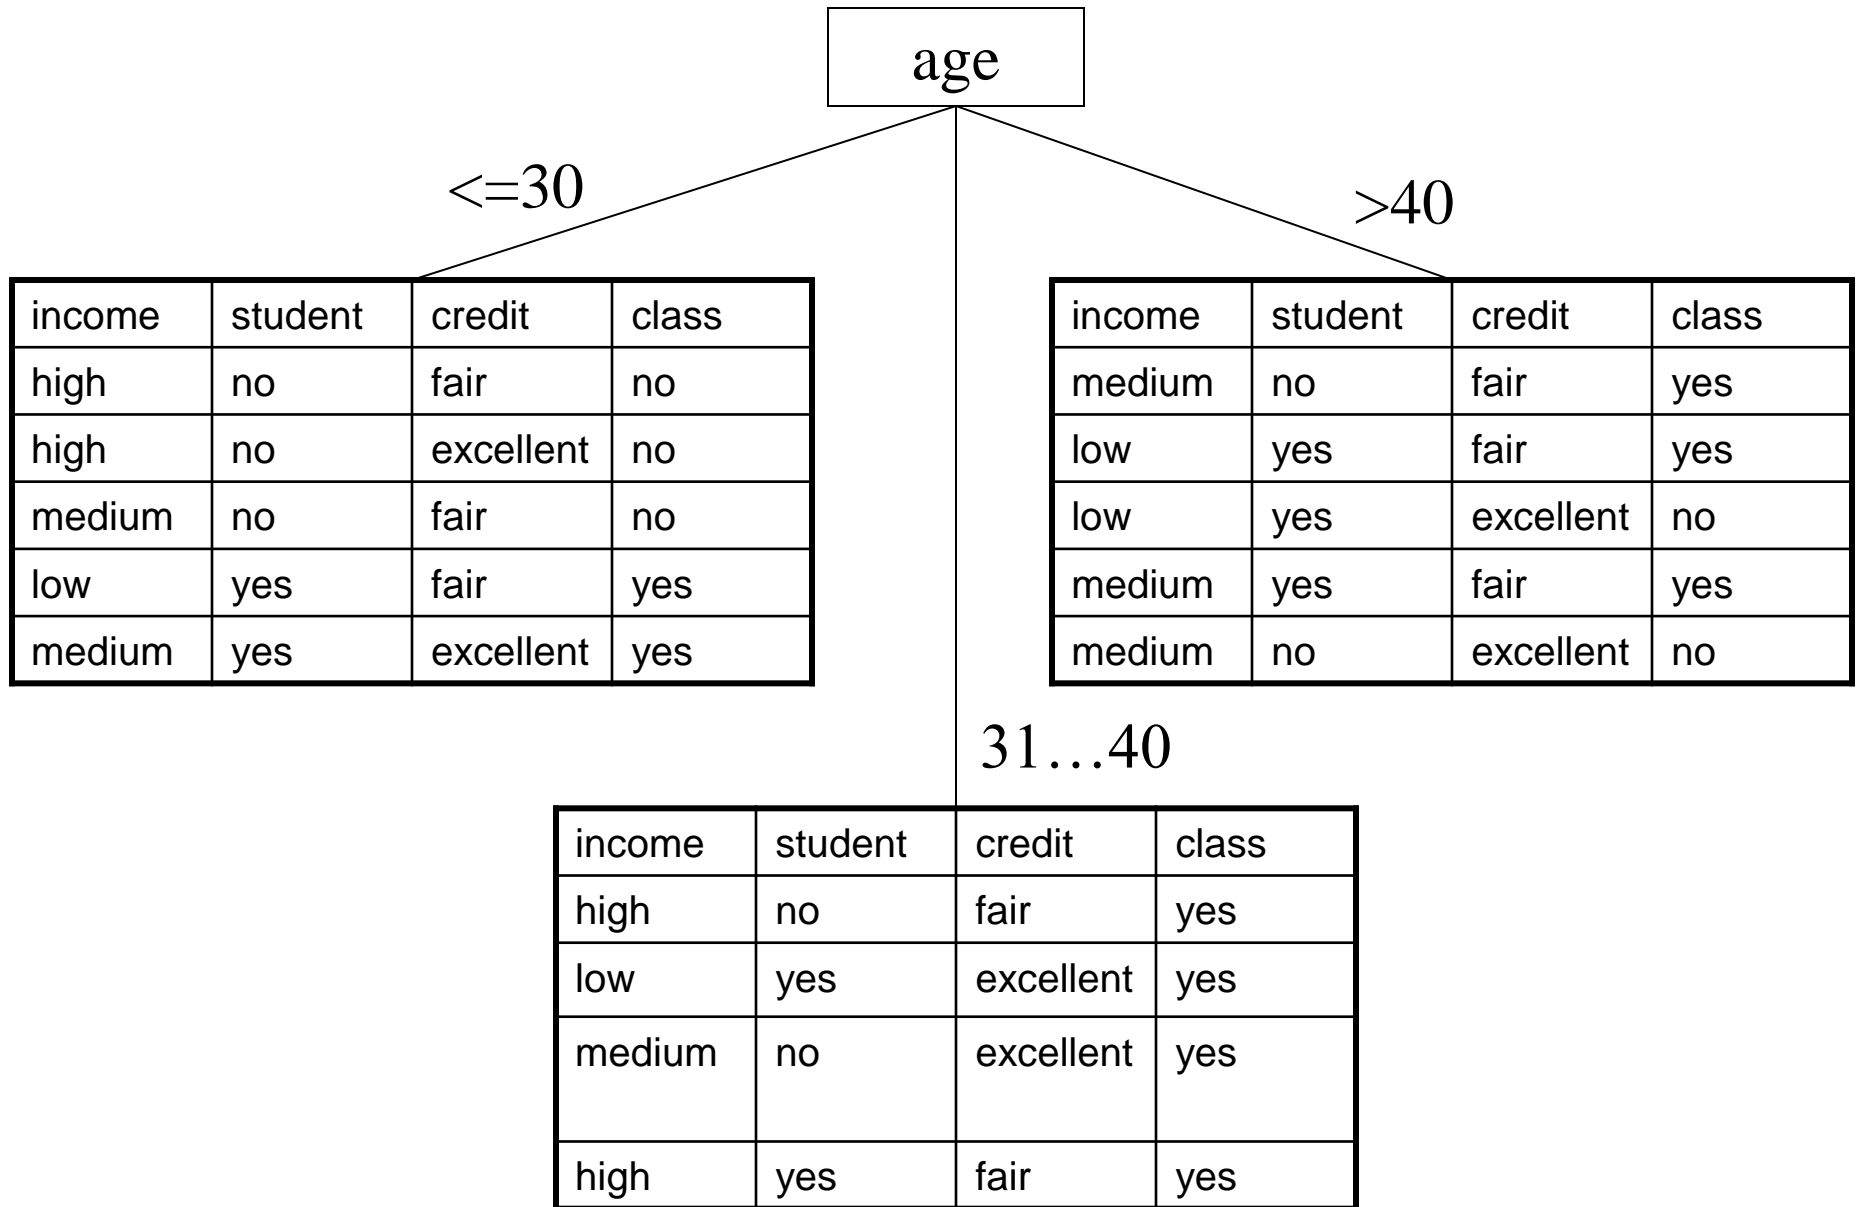 age
<=30
>40
income student credit class
high no fair no
high no excellent no
medium no fair no
low yes fair yes
medium yes excellent yes
income student credit class
medium no fair yes
low yes fair yes
low yes excellent no
medium yes fair yes
medium no excellent no
31…40
income student credit class
high no fair yes
low yes excellent yes
medium no excellent yes
high yes fair yes